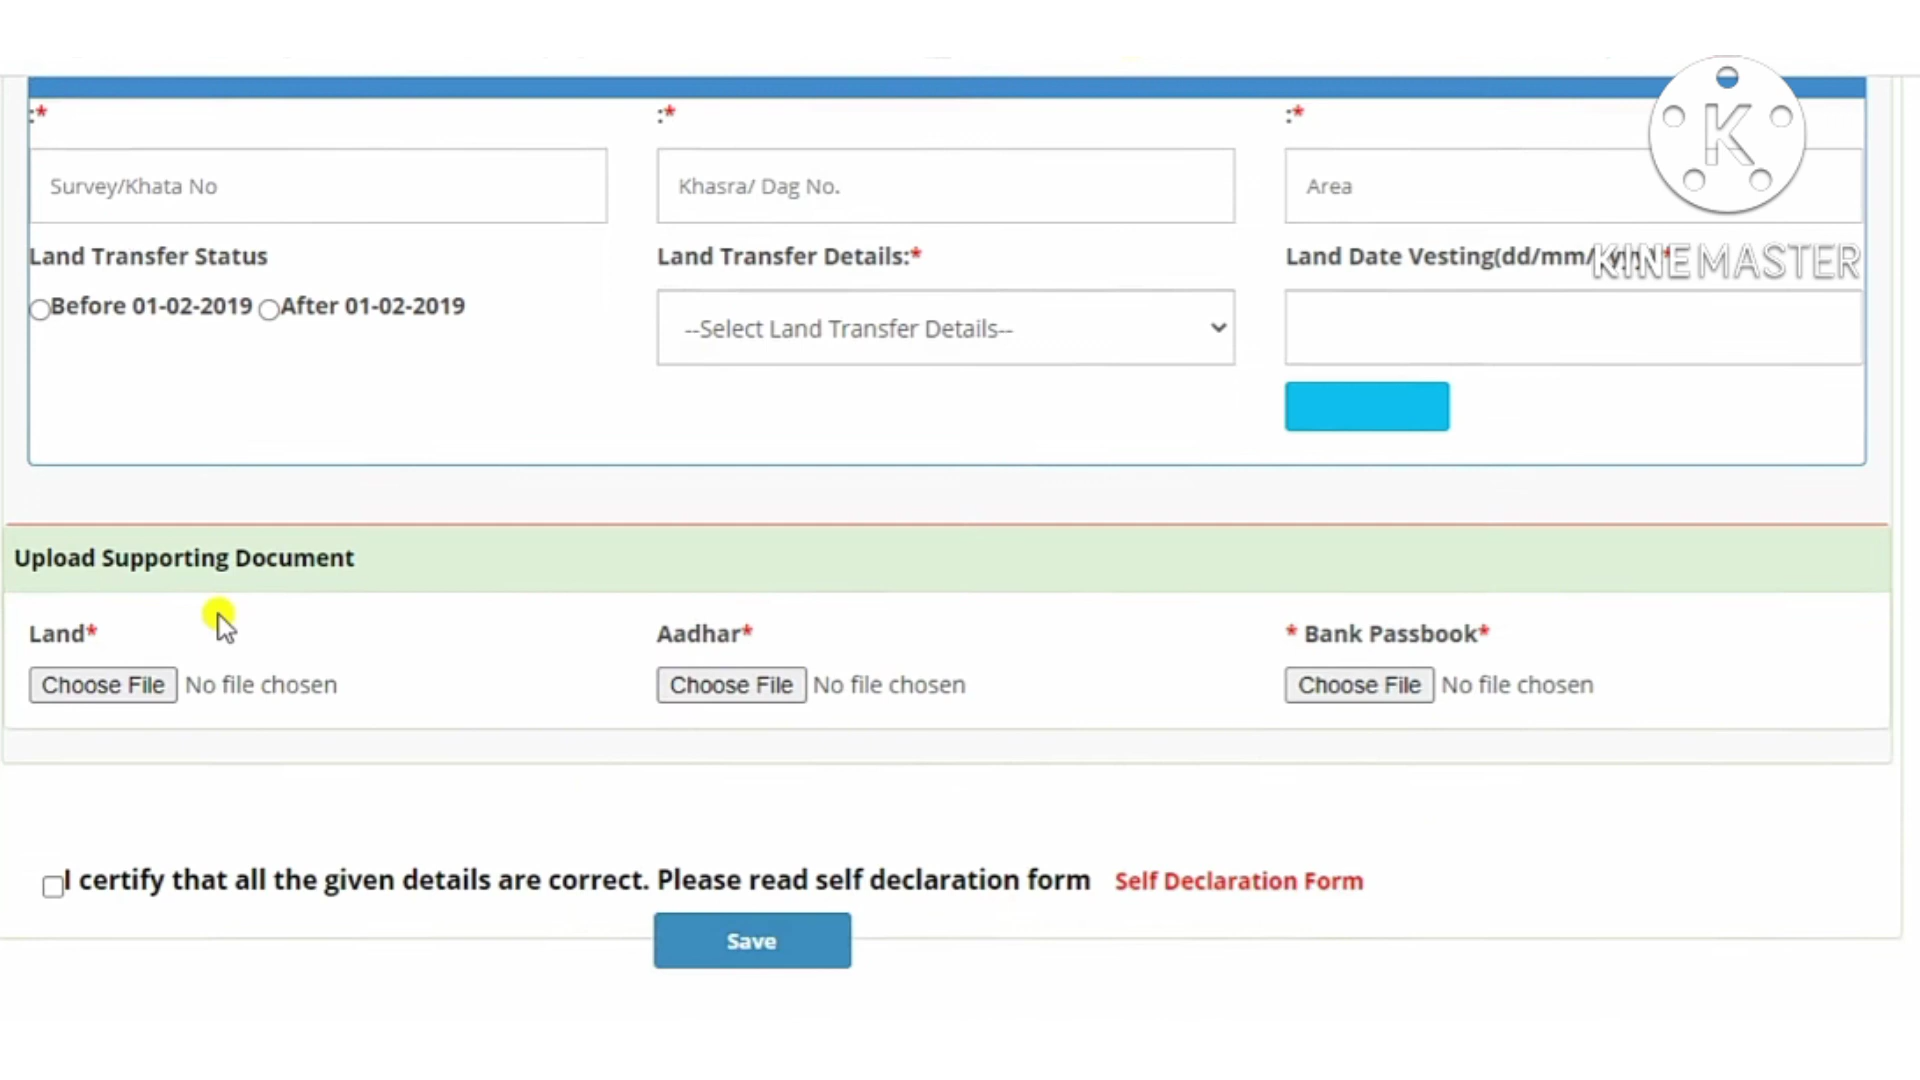 :* :* :*
Survey/Khata No Khasra/ Dag No. Area
K
Land Transfer Status Land Transfer Details:* Land Date Vesting(dd/mm/
KINEMASTER
Before 01-02-2019 After 01-02-2019
--Select Land Transfer Details--
Upload Supporting Document
Land* Aadhar* * Bank Passbook*
Choose File No file chosen Choose File No file chosen Choose File No file chosen
I certify that all the given details are correct. Please read self declaration form Self Declaration Form
Save